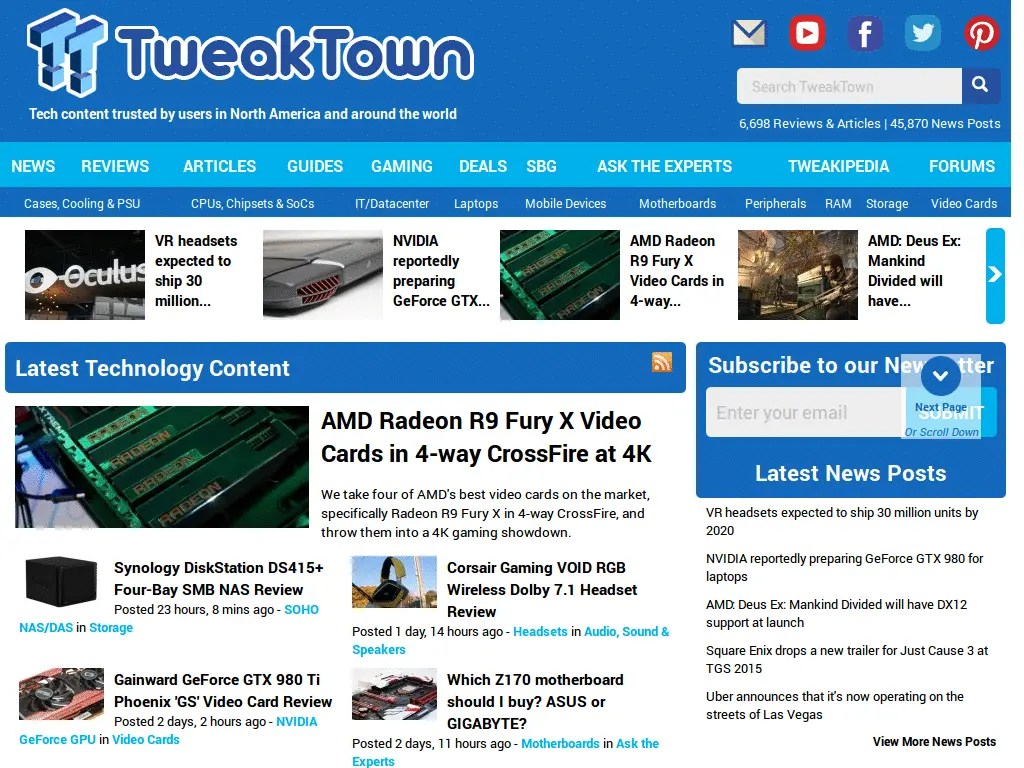 TweakTown
Tech content trusted by users in North America and around the world
Search TweakTown
6,698 Reviews & Articles | 45,870 News Posts
NEWS REVIEWS ARTICLES GUIDES GAMING DEALS SBG ASK THE EXPERTS TWEAKIPEDIA FORUMS
Cases, Cooling & PSU CPUs, Chipsets & SoCs IT/Datacenter Laptops Mobile Devices Motherboards Peripherals RAM Storage Video Cards
Oculus
VR headsets
expected to
ship 30
million...
NVIDIA
reportedly
preparing
GeForce GTX...
RADEON
RADEON
RADEON
AMD Radeon
R9 Fury X
Video Cards in
4-way...
AMD: Deus Ex:
Mankind
Divided will
have...
Latest Technology Content
RADEON
RADEON
RADEON
RADEON
AMD Radeon R9 Fury X Video
Cards in 4-way CrossFire at 4K
We take four of AMD's best video cards on the market,
specifically Radeon R9 Fury X in 4-way CrossFire, and
throw them into a 4K gaming showdown.
Synology DiskStation DS415+
Four-Bay SMB NAS Review
Posted 23 hours, 8 mins ago - SOHO
NAS/DAS in Storage
Corsair Gaming VOID RGB
Wireless Dolby 7.1 Headset
Review
Posted 1 day, 14 hours ago - Headsets in Audio, Sound &
Speakers
Gainward GeForce GTX 980 Ti
Phoenix 'GS' Video Card Review
Posted 2 days, 2 hours ago - NVIDIA
GeForce GPU in Video Cards
Which Z170 motherboard
should I buy? ASUS or
GIGABYTE?
Posted 2 days, 11 hours ago - Motherboards in Ask the
Experts
Subscribe to our Newsletter
Enter your email
SUBMIT
Next Page
Or Scroll Down
Latest News Posts
VR headsets expected to ship 30 million units by
2020
NVIDIA reportedly preparing GeForce GTX 980 for
laptops
AMD: Deus Ex: Mankind Divided will have DX12
support at launch
Square Enix drops a new trailer for Just Cause 3 at
TGS 2015
Uber announces that it's now operating on the
streets of Las Vegas
View More News Posts